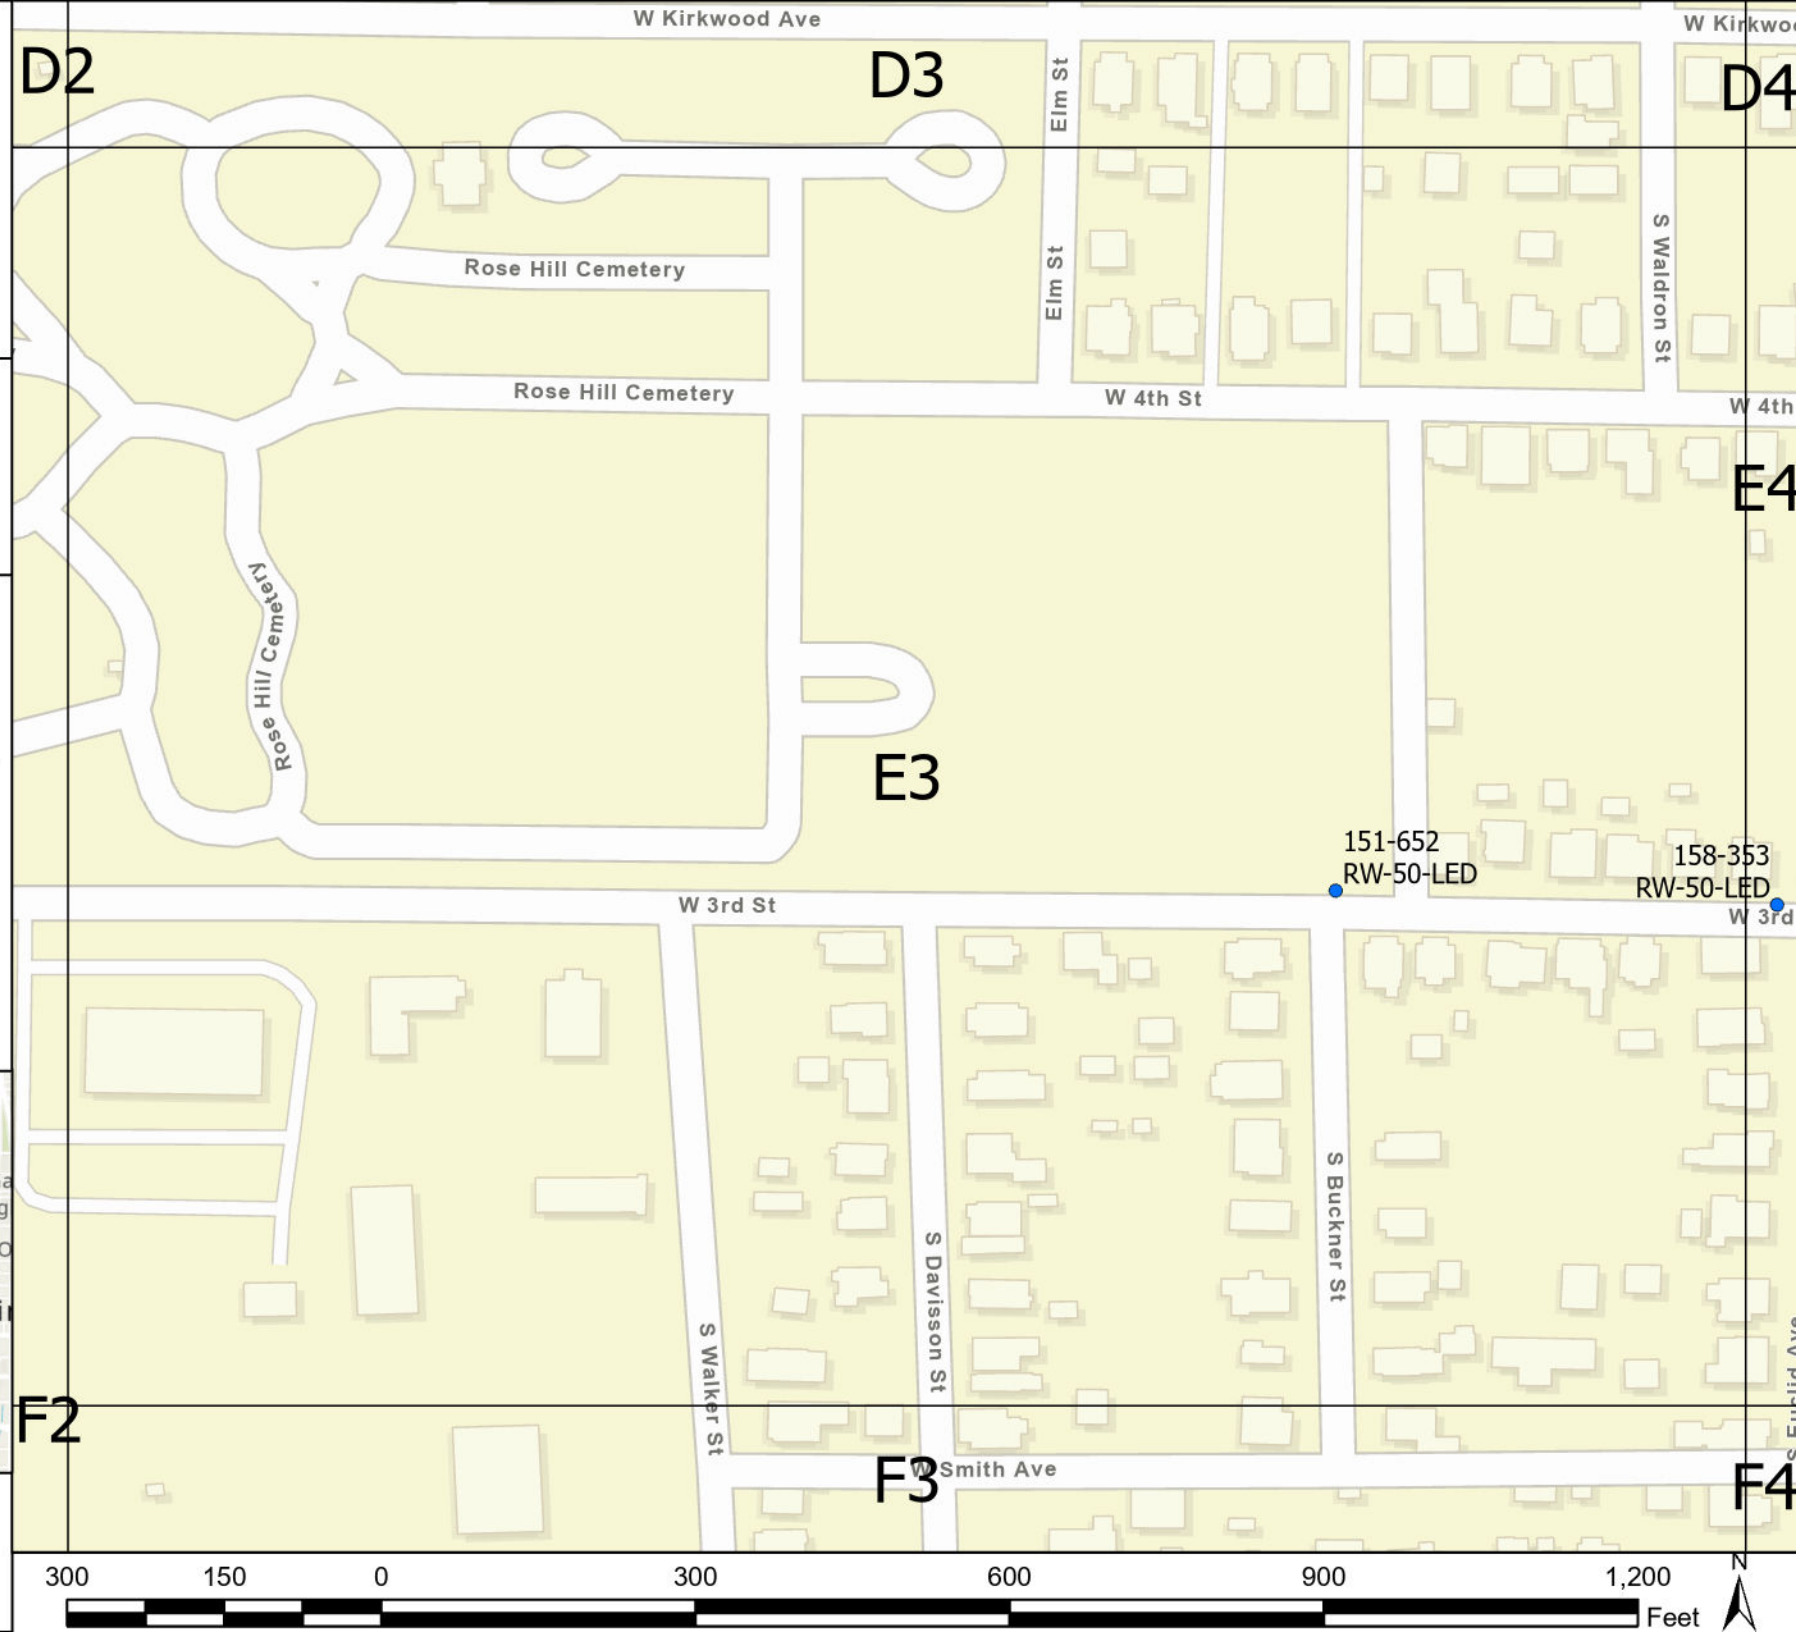 W Kirkwood Ave
W Kirkwo
D2
D3
D4
Elm St
Elm St
S Waldron St
Rose Hill Cemetery
Rose Hill Cemetery
W 4th St
W 4th
E4
Rose Hill Cemetery
E3
151-652
RW-50-LED
158-353
RW-50-LED
W 3rd St
W 3rd
S Buckner St
S Davisson St
S Walker St
S Euclid Ave
F2
F3
W Smith Ave
F4
300 150 0 300 600 900 1,200
Feet
N